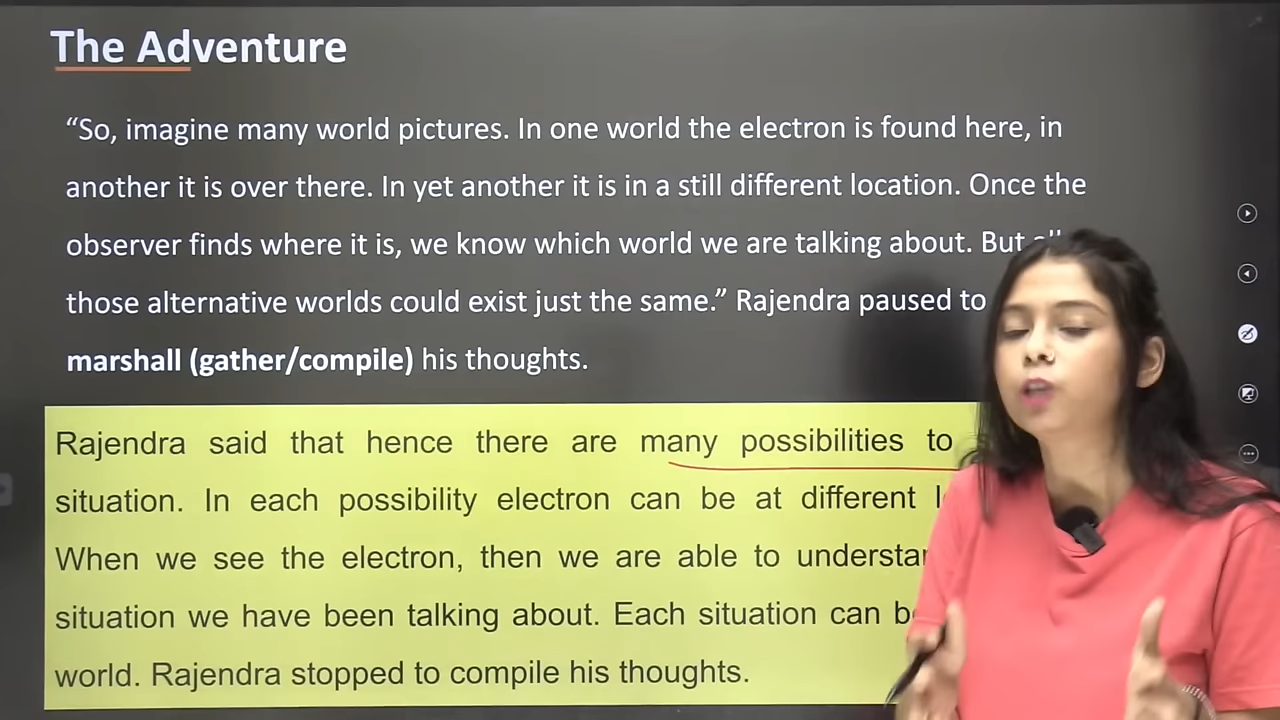 The Adventure
“So, imagine many world pictures. In one world the electron is found here, in
another it is over there. In yet another it is in a still different location. Once the
observer finds where it is, we know which world we are talking about. But
those alternative worlds could exist just the same.” Rajendra paused to
marshall (gather/compile) his thoughts.
Rajendra said that hence there are many possibilities to
situation. In each possibility electron can be at different
When we see the electron, then we are able to
situation we have been talking about. Each situation can
world. Rajendra stopped to compile his thoughts.